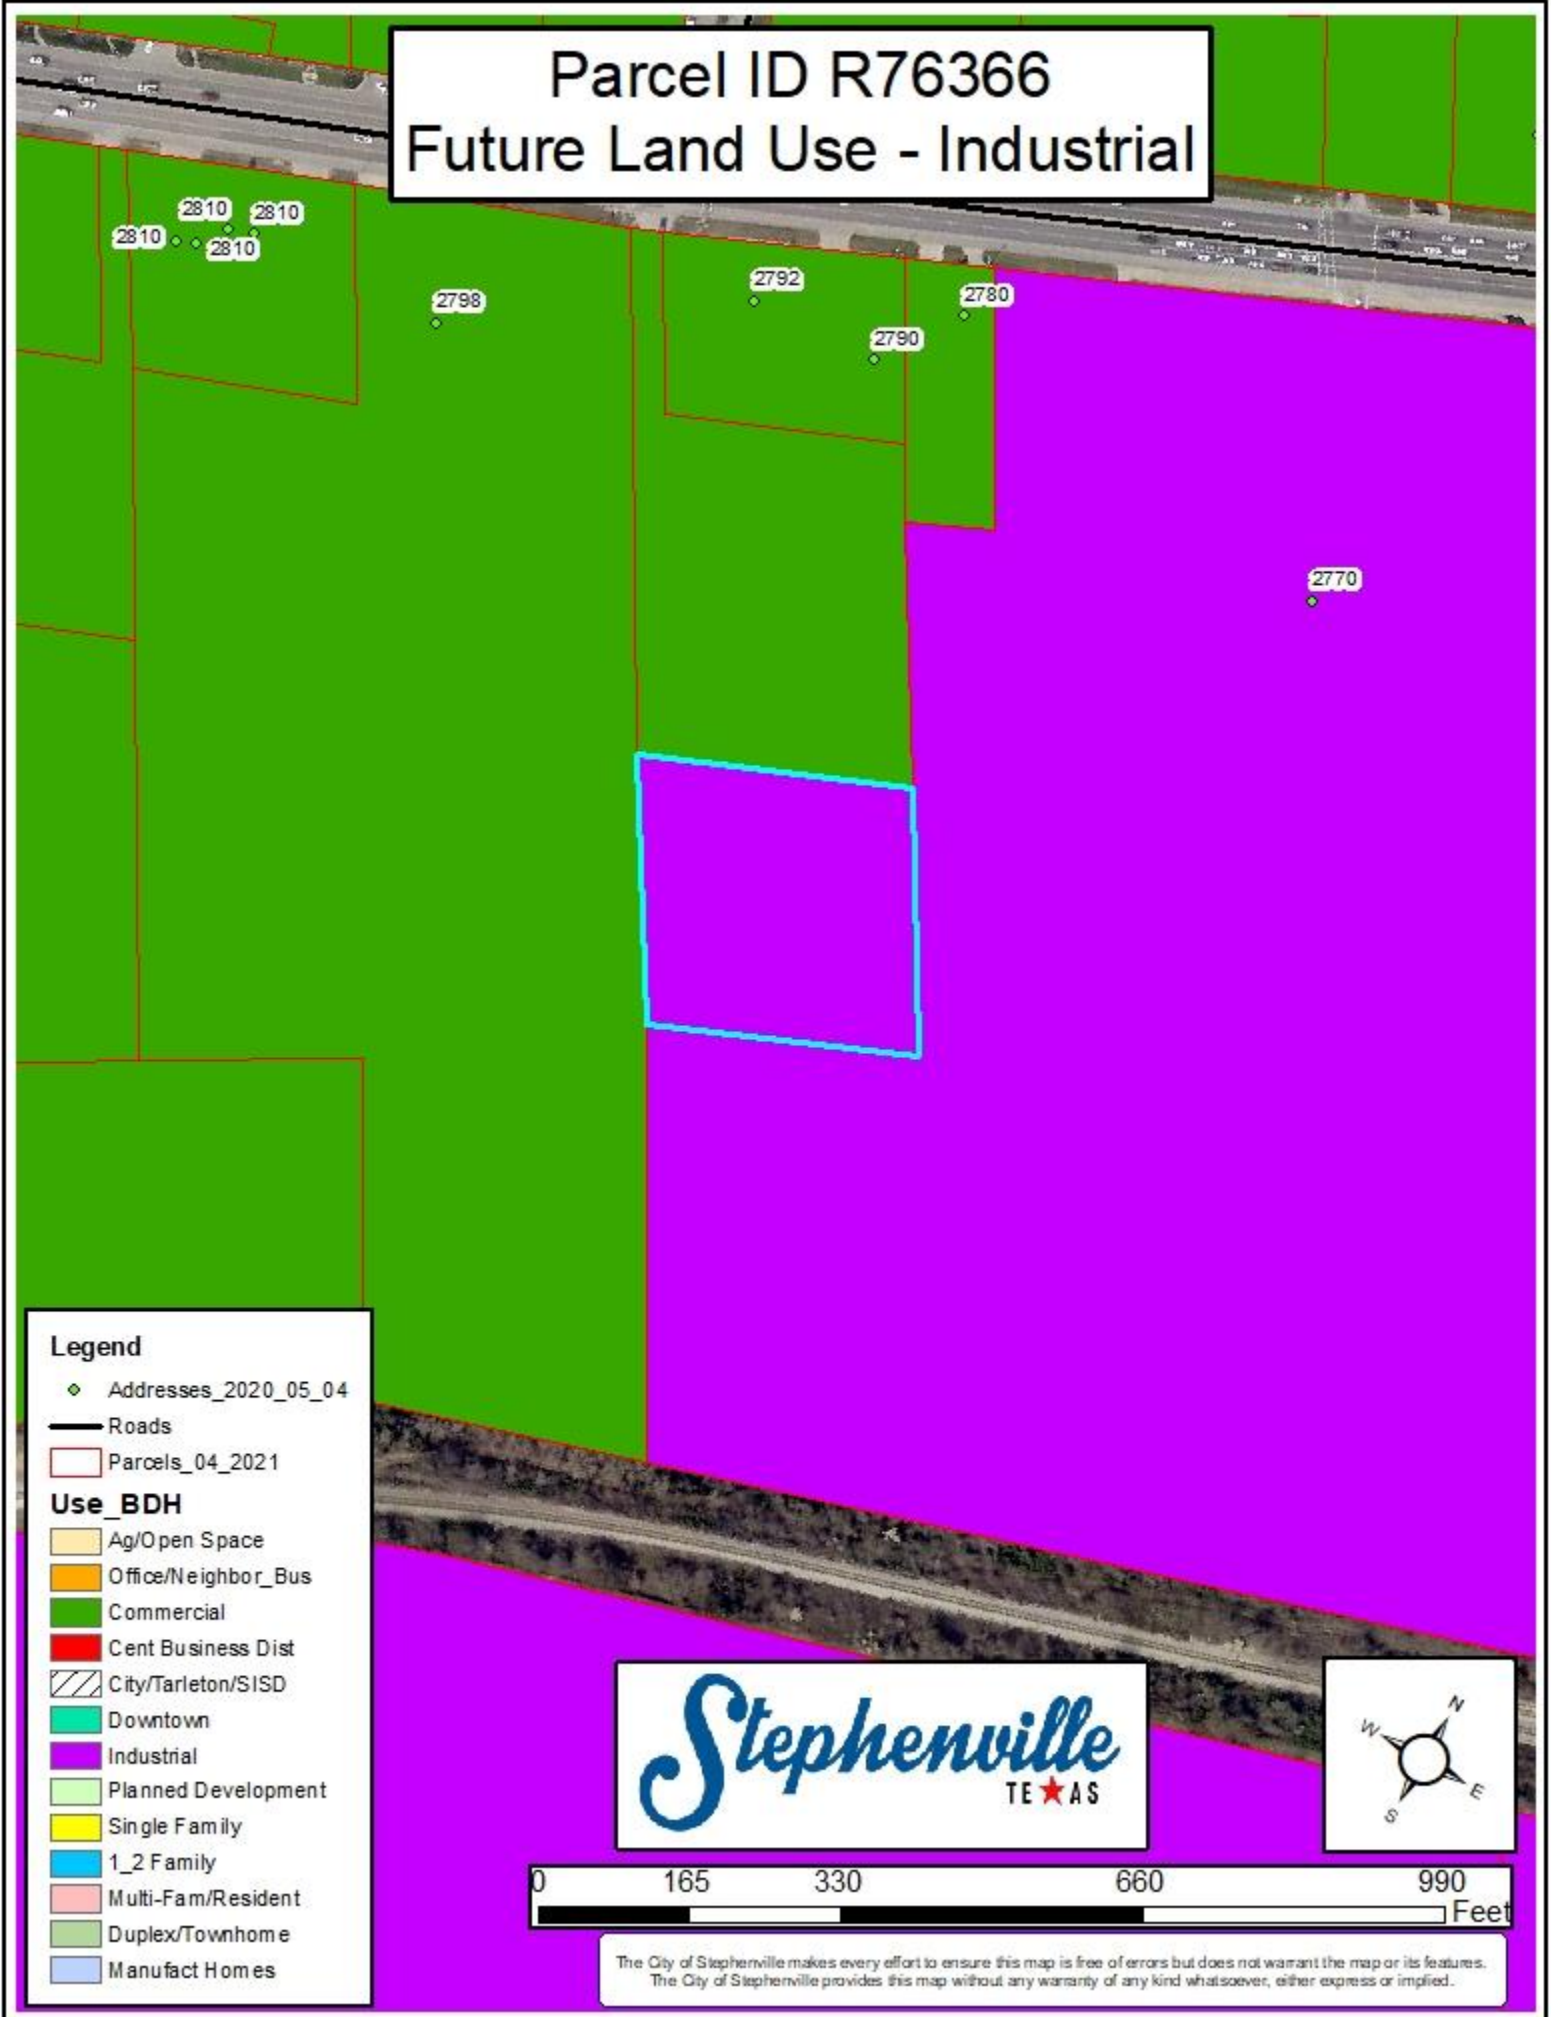 Parcel ID R76366
Future Land Use - Industrial
2810
2810
2810
2810
2798
2792
2780
2790
2770
Legend
Addresses_2020_05_04
Roads
Parcels_04_2021
Use_BDH
Ag/Open Space
Office/Neighbor_Bus
Commercial
Cent Business Dist
City/Tarleton/SISD
Downtown
Industrial
Planned Development
Single Family
1_2 Family
Multi-Fam/Resident
Duplex/Townhome
Manufact Homes
Stephenville
TEXAS
N
W
E
S
0 165 330 660 990
Feet
The City of Stephenville makes every effort to ensure this map is free of errors but does not warrant the map or its features.
The City of Stephenville provides this map without any warranty of any kind whatsoever, either express or implied.